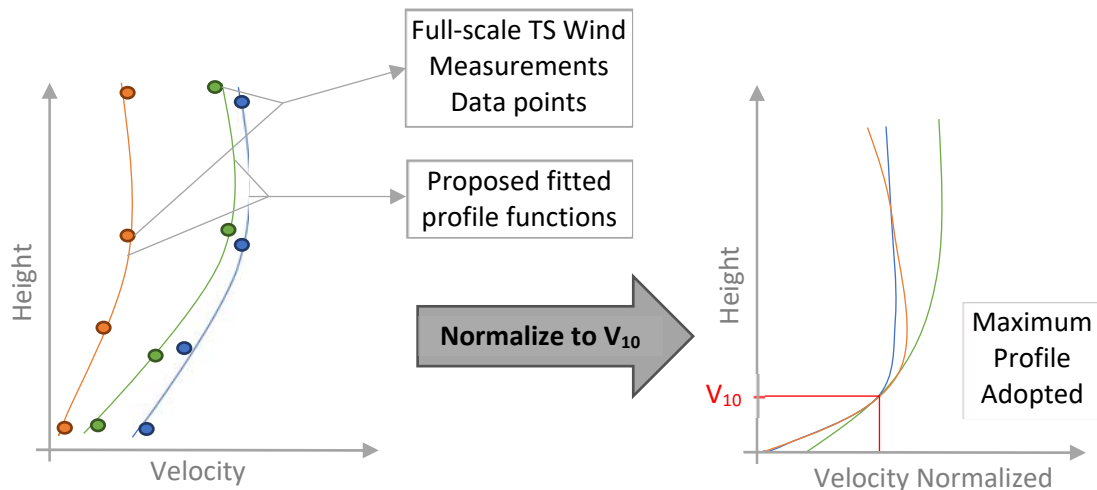 Full-scale TS Wind
Measurements
Data points
Proposed fitted
profile functions
Height
Velocity
Normalize to V₁₀
Height
V₁₀
Maximum
Profile
Adopted
Velocity Normalized